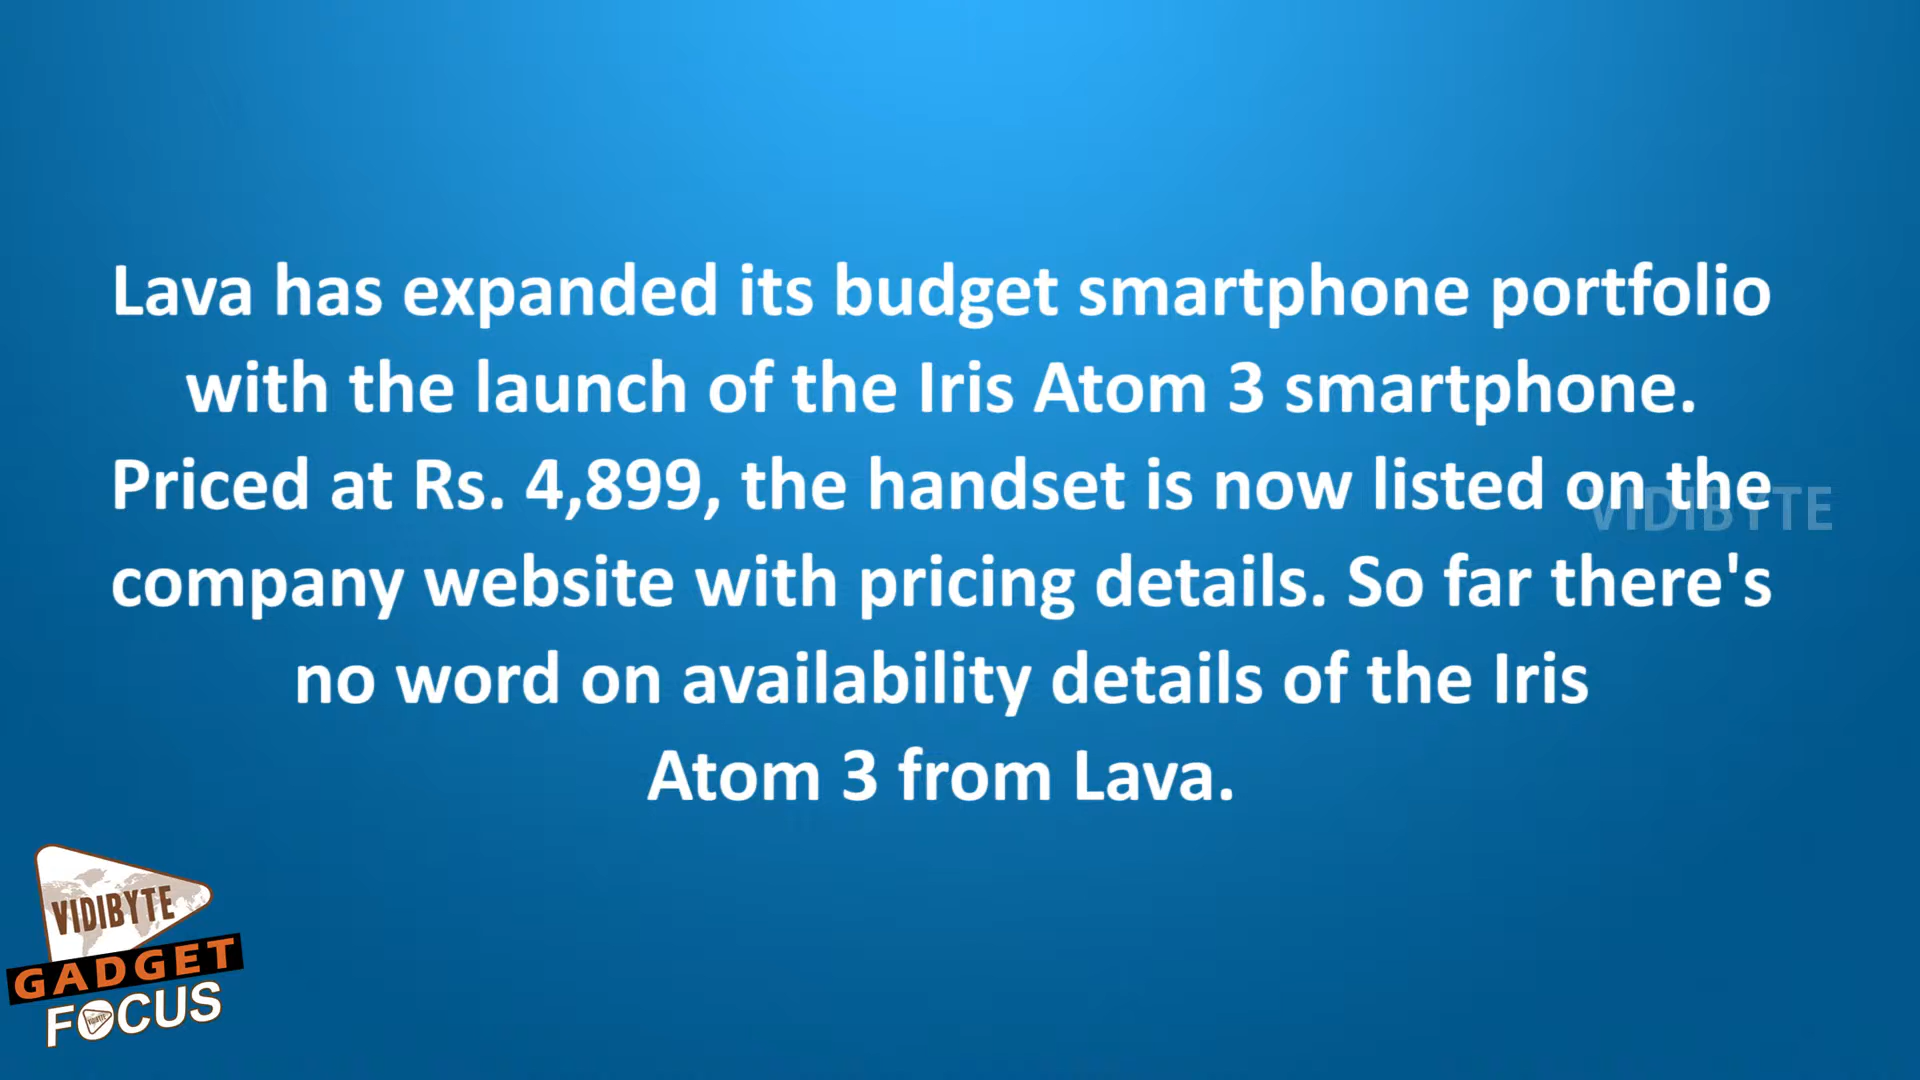 Lava has expanded its budget smartphone portfolio
with the launch of the Iris Atom 3 smartphone.
Priced at Rs. 4,899, the handset is now listed on the
VIDIBYTE
company website with pricing details. So far there's
no word on availability details of the Iris
Atom 3 from Lava.
VIDIBYTE
GADGET
FOCUS
VIDIBYTE